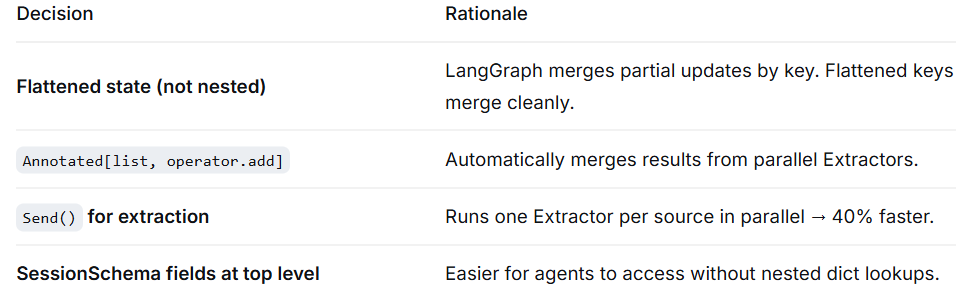 Decision Rationale
Flattened state (not nested) LangGraph merges partial updates by key. Flattened keys
merge cleanly.
Annotated[list, operator.add] Automatically merges results from parallel Extractors.
Send() for extraction Runs one Extractor per source in parallel → 40% faster.
SessionSchema fields at top level Easier for agents to access without nested dict lookups.